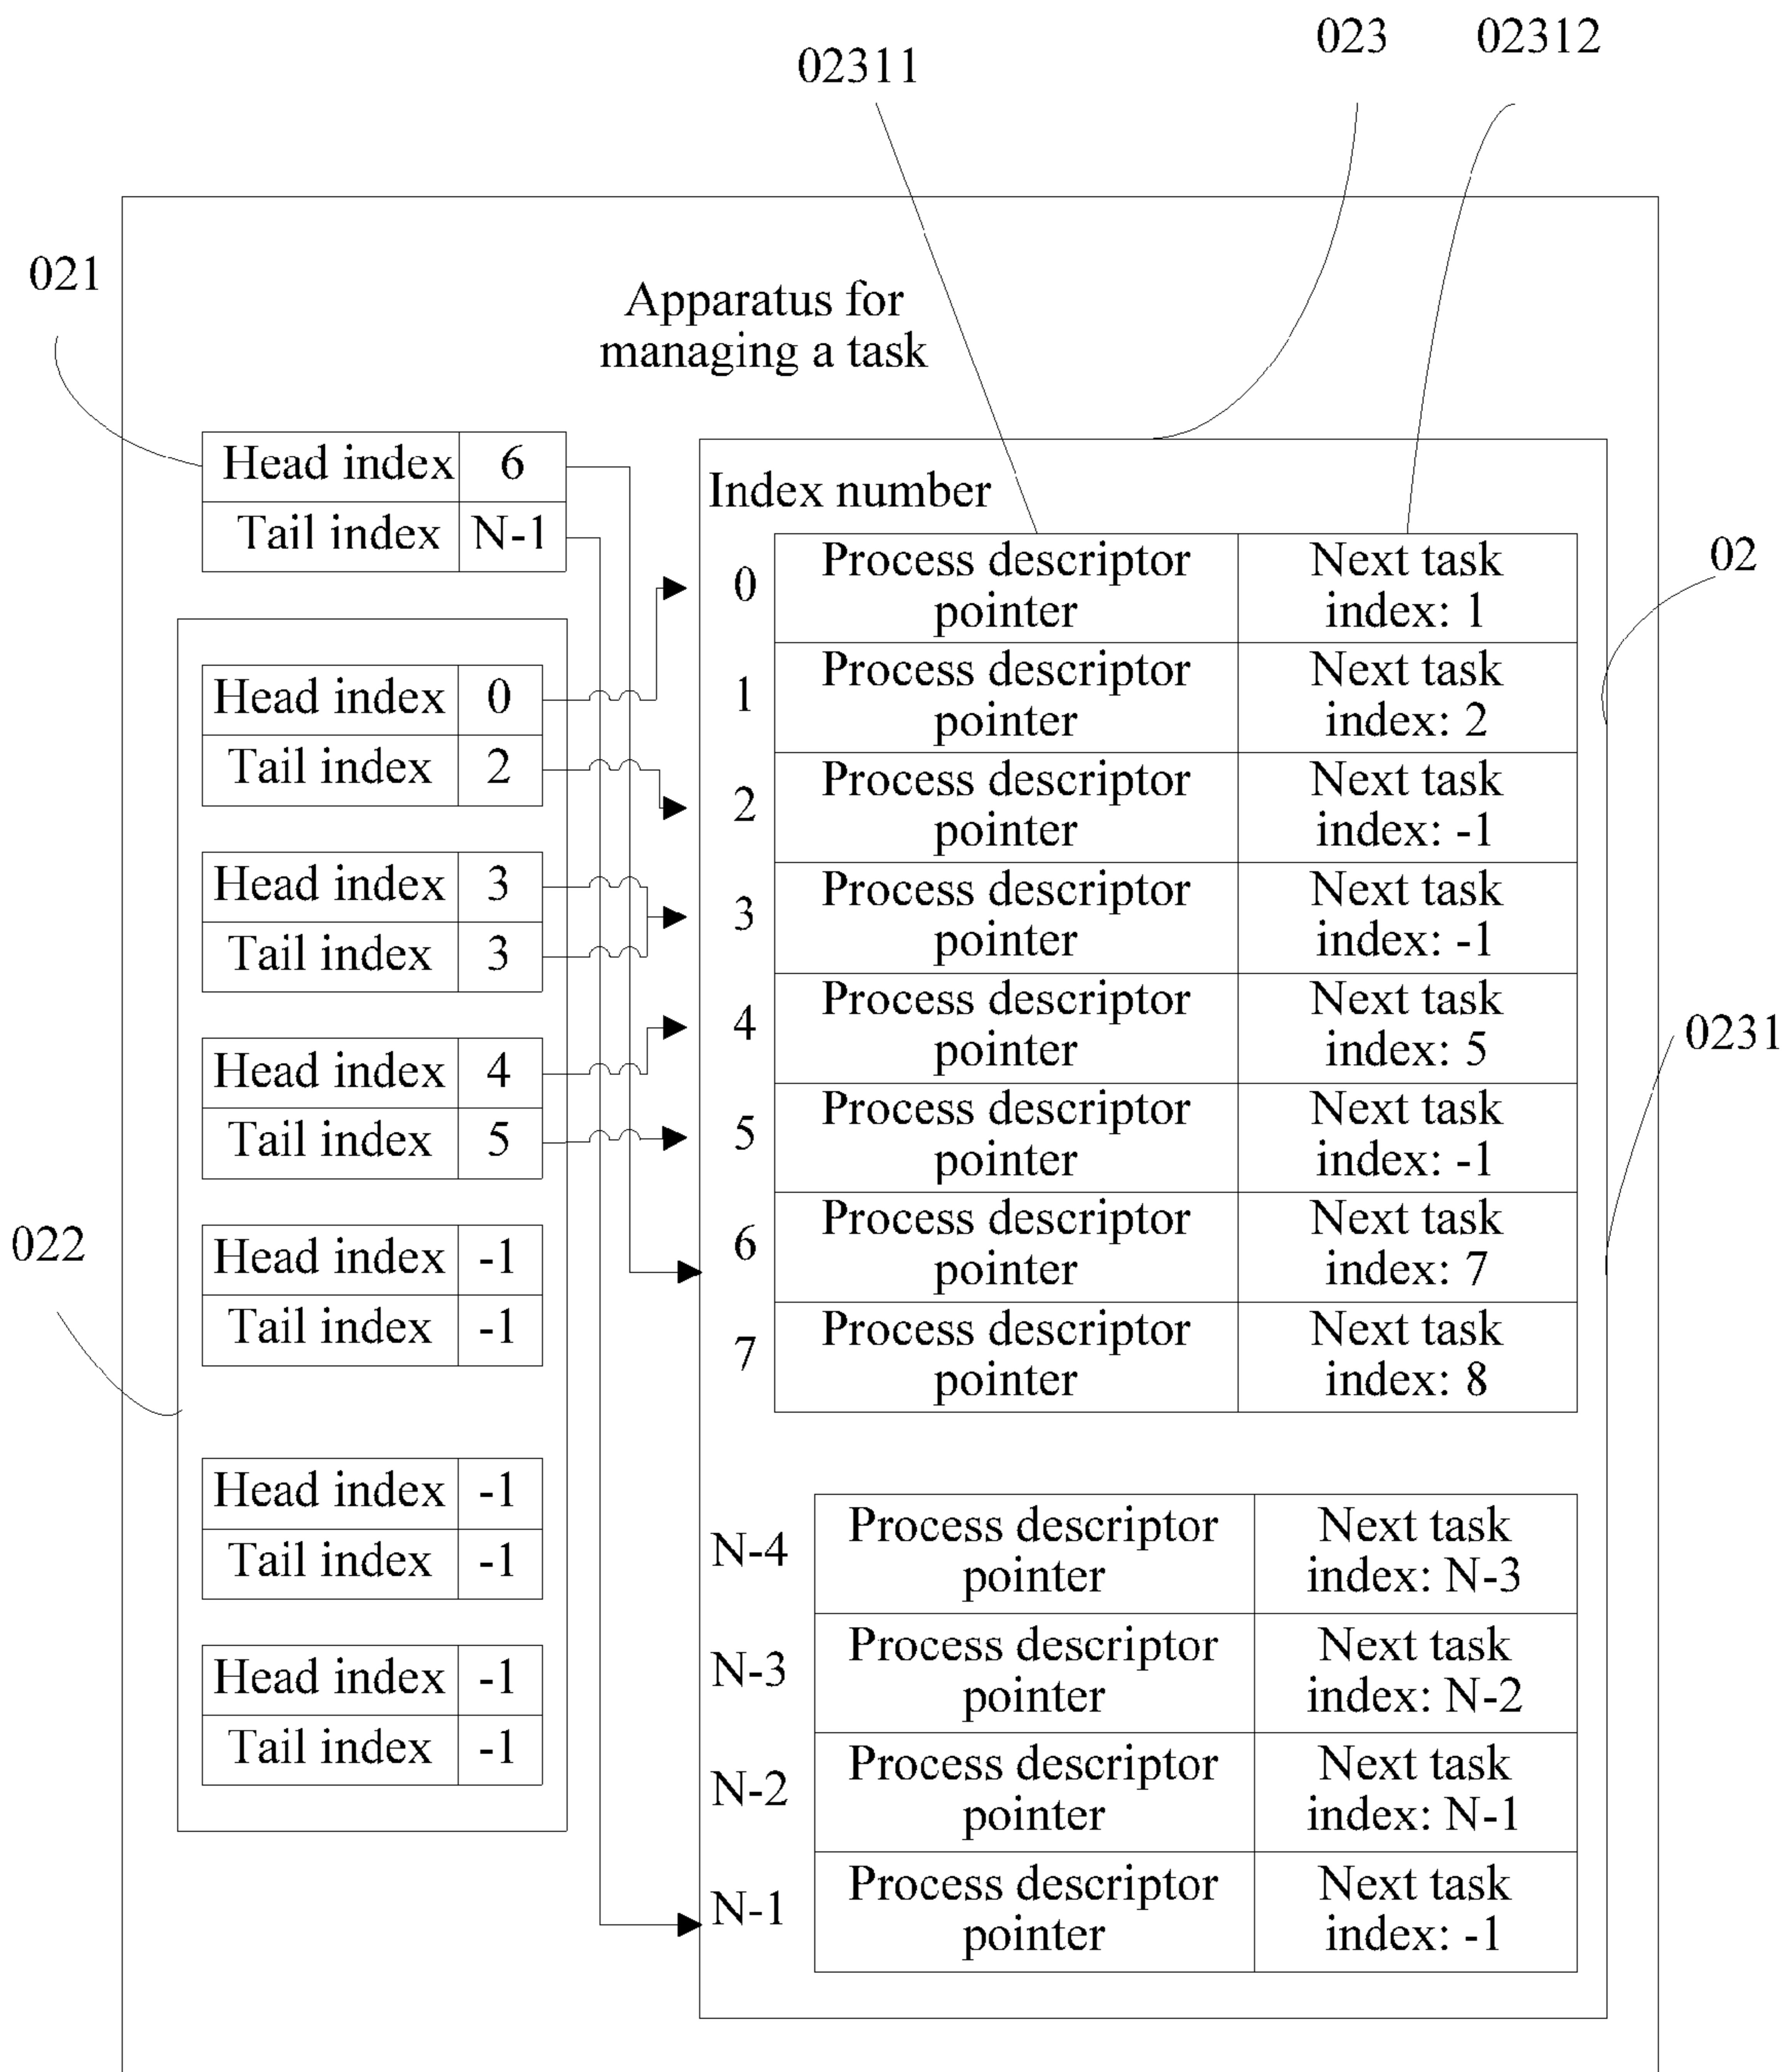 023
02312
02311
021
Apparatus for
managing a task
Head index 6
Tail index N-1
Index number
02
0231
022
Head index 0
Tail index 2
Head index 3
Tail index 3
Head index 4
Tail index 5
Head index -1
Tail index -1
Head index -1
Tail index -1
Head index -1
Tail index -1
0
Process descriptor
pointer
Next task
index: 1
1
Process descriptor
pointer
Next task
index: 2
2
Process descriptor
pointer
Next task
index: -1
3
Process descriptor
pointer
Next task
index: -1
4
Process descriptor
pointer
Next task
index: 5
5
Process descriptor
pointer
Next task
index: -1
6
Process descriptor
pointer
Next task
index: 7
7
Process descriptor
pointer
Next task
index: 8
N-4
Process descriptor
pointer
Next task
index: N-3
N-3
Process descriptor
pointer
Next task
index: N-2
N-2
Process descriptor
pointer
Next task
index: N-1
N-1
Process descriptor
pointer
Next task
index: -1